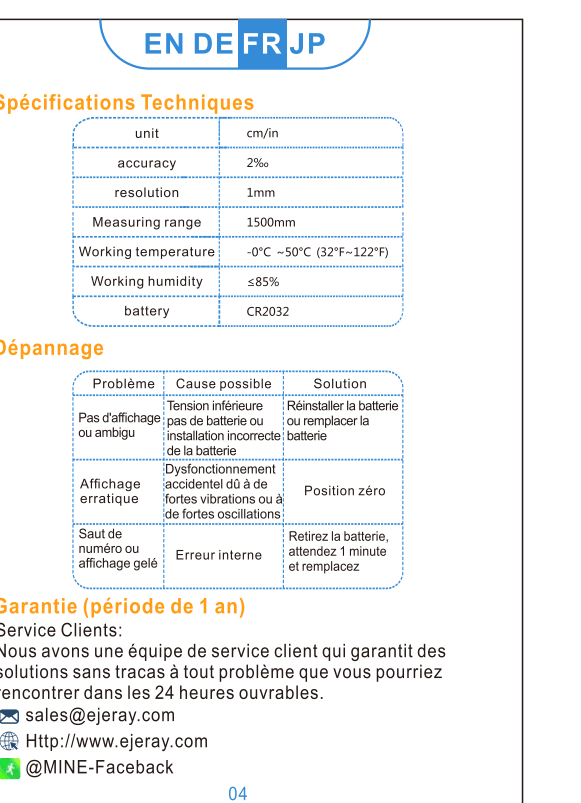 EN DE FR JP
Spécifications Techniques
unit cm/in
accuracy 2‰
resolution 1mm
Measuring range 1500mm
Working temperature -0°C ~50°C (32°F~122°F)
Working humidity ≤85%
battery CR2032
Dépannage
Problème Cause possible Solution
Pas d'affichage
ou ambigu
Tension inférieure
pas de batterie ou
installation incorrecte
de la batterie
Réinstaller la batterie
ou remplacer la
batterie
Affichage
erratique
Dysfonctionnement
accidentel dû à de
fortes vibrations ou à
de fortes oscillations
Position zéro
Saut de
numéro ou
affichage gelé
Erreur interne
Retirez la batterie,
attendez 1 minute
et remplacez
Garantie (période de 1 an)
Service Clients:
Nous avons une équipe de service client qui garantit des
solutions sans tracas à tout problème que vous pourriez
rencontrer dans les 24 heures ouvrables.
sales@ejeray.com
Http://www.ejeray.com
@MINE-Faceback
04